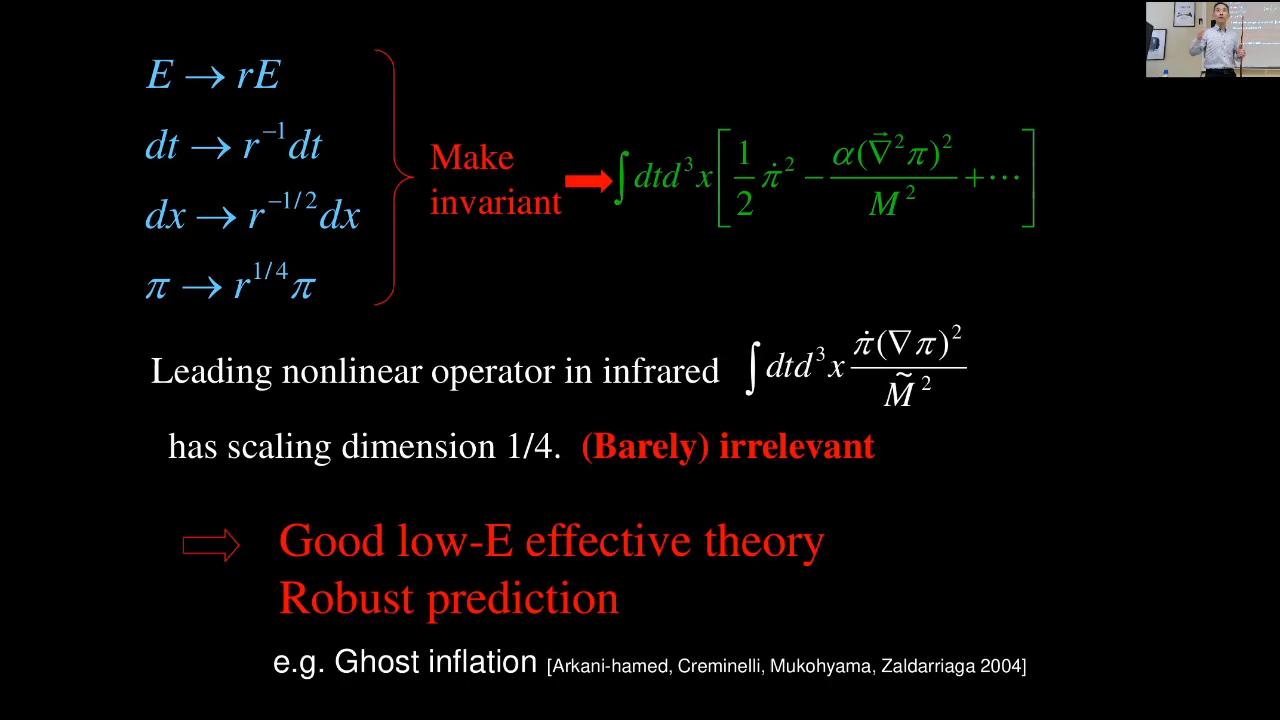 E → rE
dt → r⁻¹dt
dx → r^{-1/2}dx
π → r^{1/4}π
Make
invariant
∫dtd³x[½ π̇² − α(∇⃗²π)²/M² + ⋯]
Leading nonlinear operator in infrared ∫dtd³x π̇(∇π)²/M̃²
has scaling dimension 1/4. (Barely) irrelevant
Good low-E effective theory
Robust prediction
e.g. Ghost inflation [Arkani-hamed, Creminelli, Mukohyama, Zaldarriaga 2004]